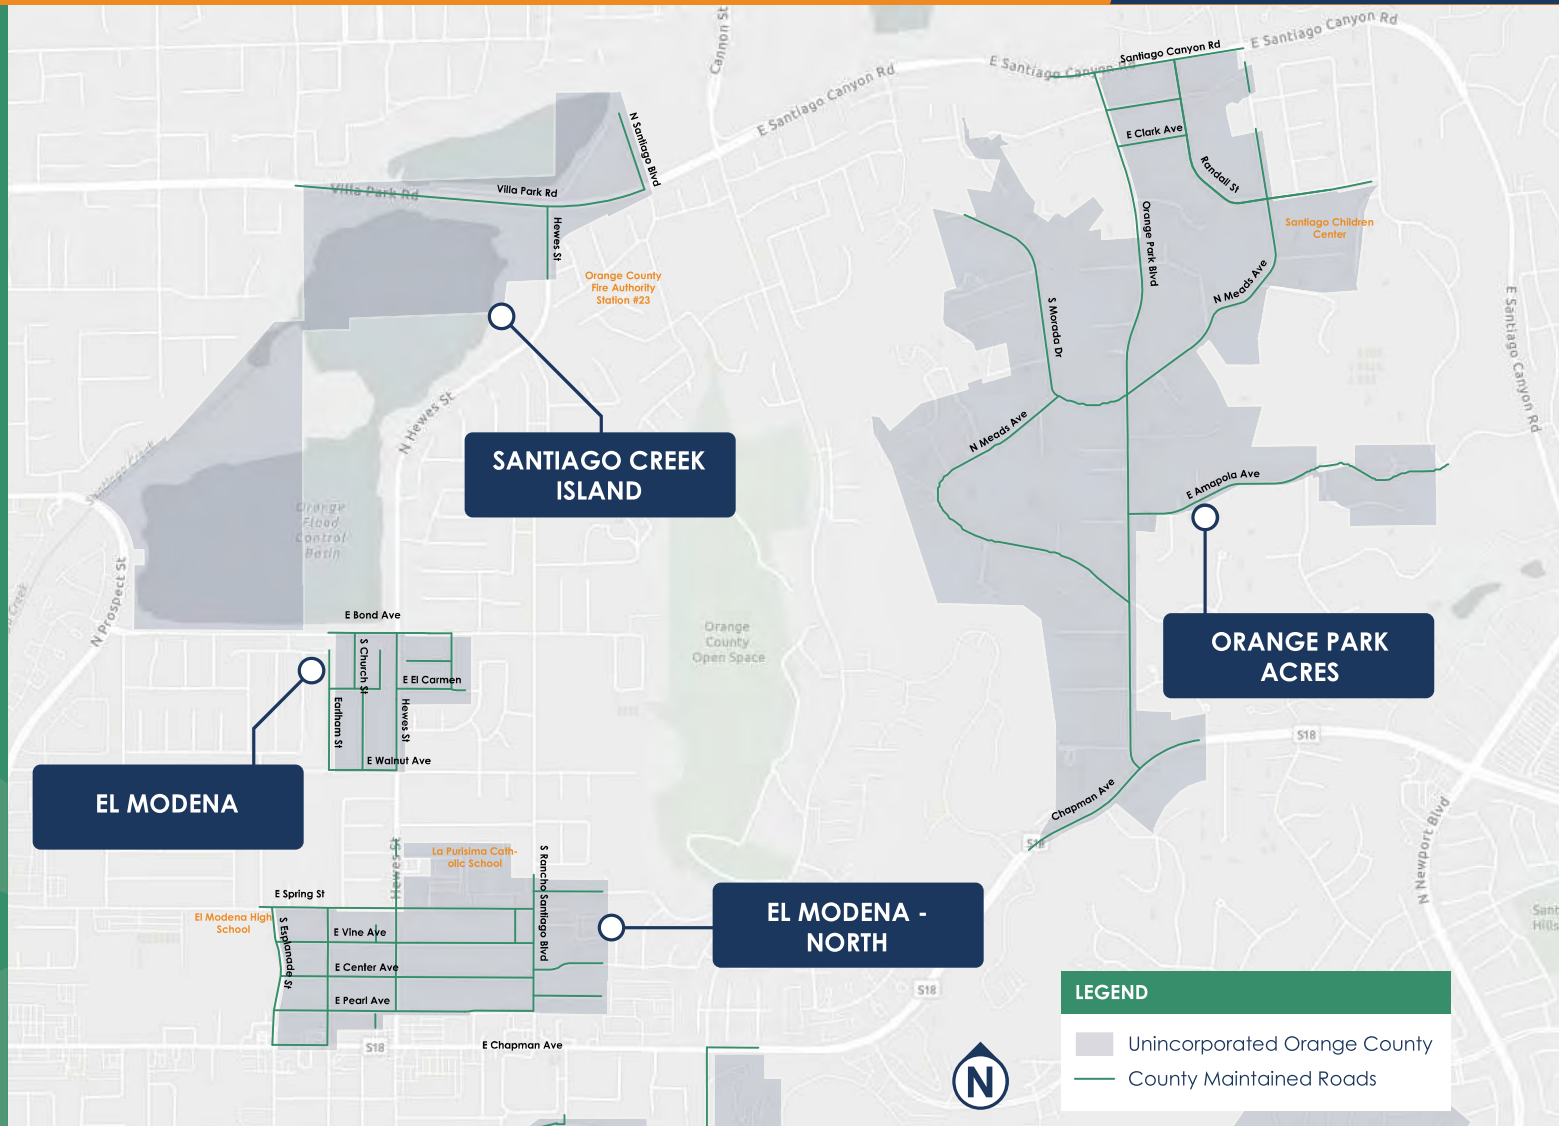 Cannon St
E Santiago Canyon Rd
E Santiago Canyon Rd
Santiago Canyon Rd
E Santiago Canyon Rd
N Santiago Blvd
E Clark Ave
Randall St
Villa Park Rd
Villa Park Rd
Hewes St
Orange Park Blvd
Santiago Children
Center
N Meads Ave
Orange County
Fire Authority
Station #23
S Morada Dr
E Santiago Canyon Rd
N Hewes St
N Meads Ave
SANTIAGO CREEK
ISLAND
Santiago Creek
E Amapola Ave
Orange
Flood
Control
Basin
N Prospect St
Creek
E Bond Ave
S Church St
E El Carmen
Earlham St
Hewes St
E Walnut Ave
Orange
County
Open Space
ORANGE PARK
ACRES
S18
EL MODENA
Chapman Ave
S18
N Newport Blvd
Hewes St
La Purisima Cath-
olic School
S Rancho Santiago Blvd
E Spring St
El Modena High
School
S Esplanade St
E Vine Ave
E Center Ave
E Pearl Ave
EL MODENA -
NORTH
Sant
Hills
S18
S18
E Chapman Ave
N
LEGEND
Unincorporated Orange County
County Maintained Roads